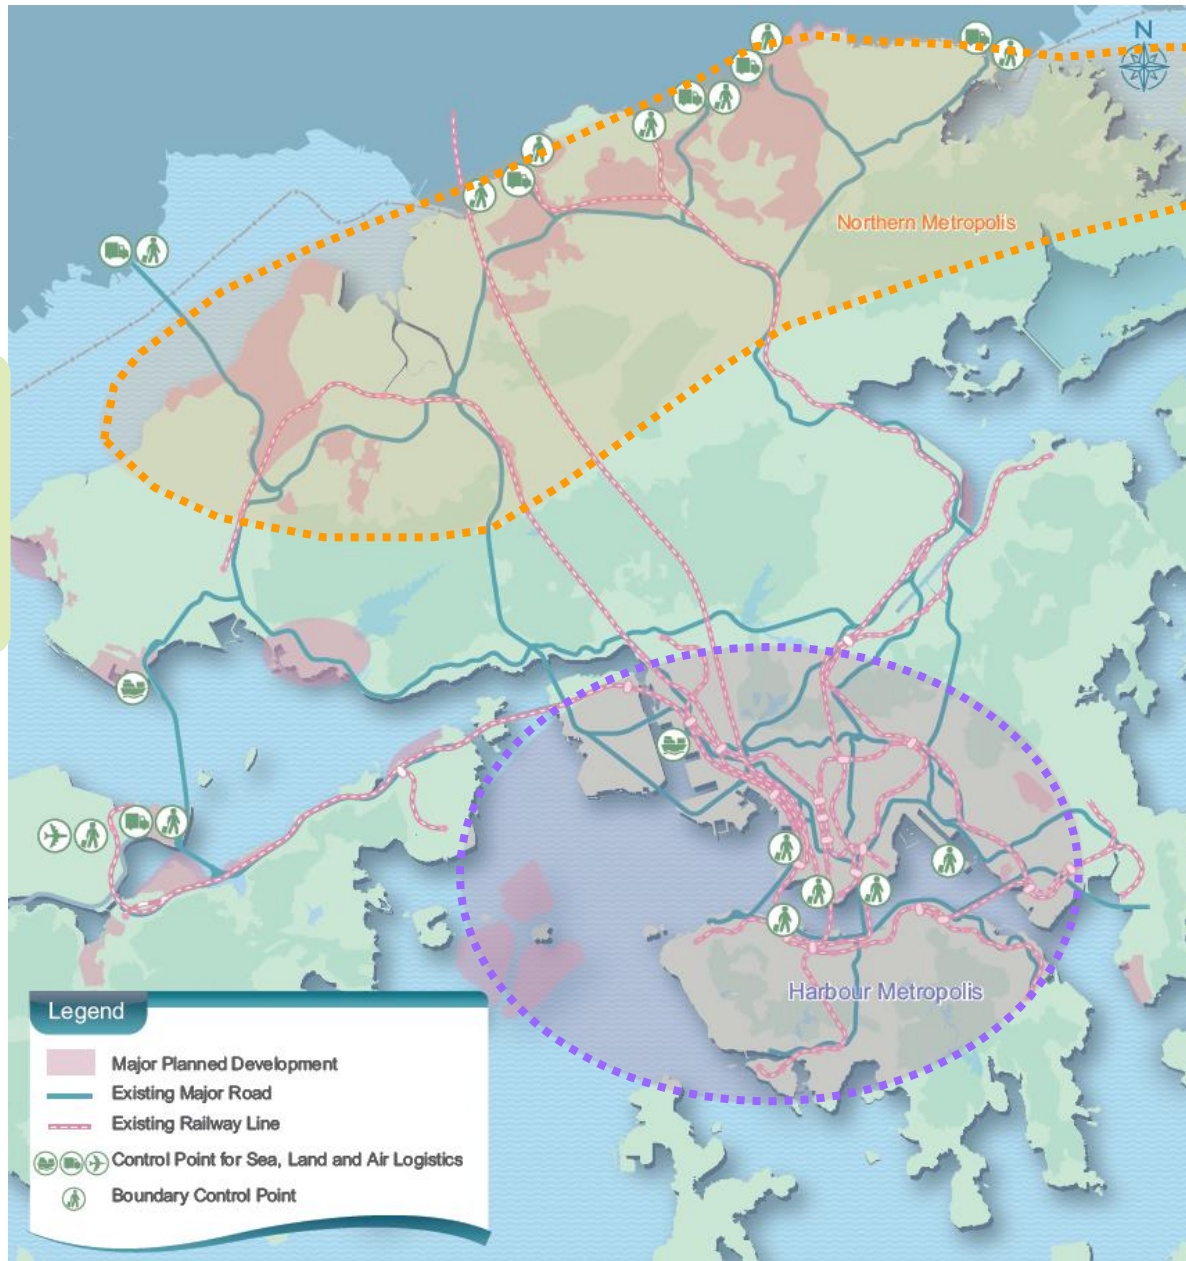 N
Northern Metropolis
Harbour Metropolis
Legend
Major Planned Development
Existing Major Road
Existing Railway Line
Control Point for Sea, Land and Air Logistics
Boundary Control Point